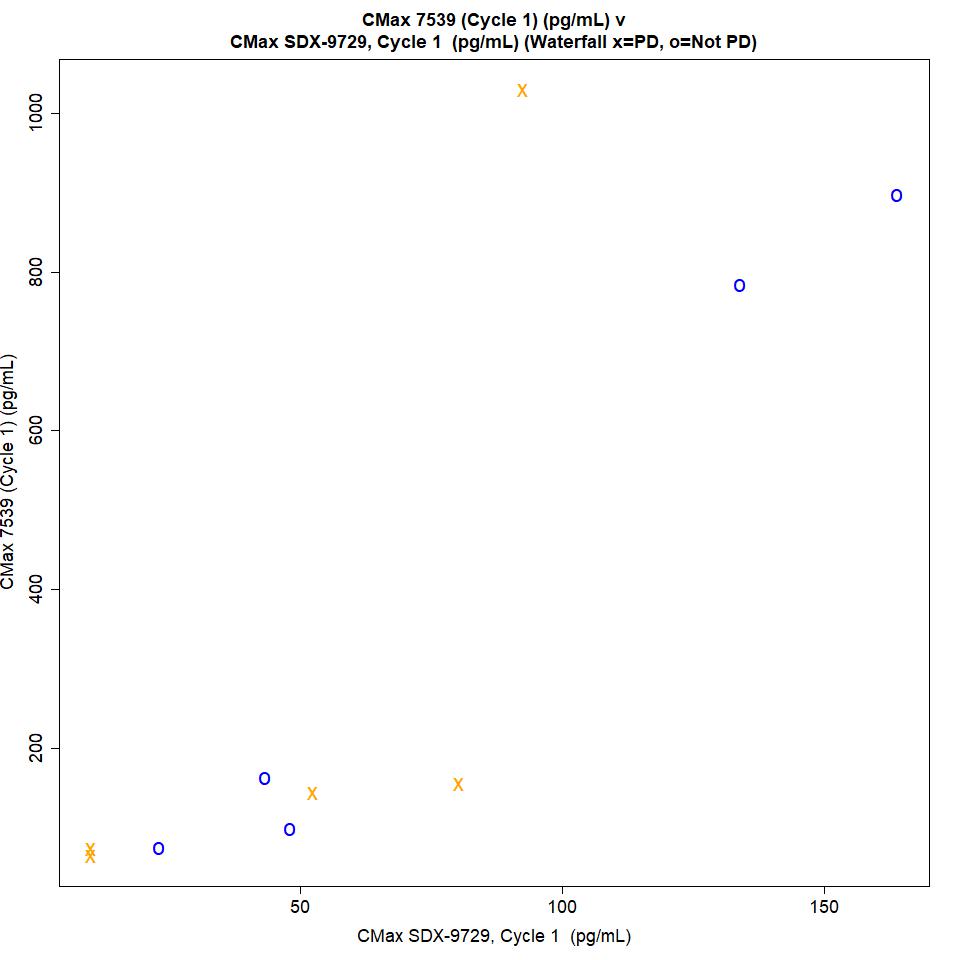 CMax 7539 (Cycle 1) (pg/mL) v
CMax SDX-9729, Cycle 1  (pg/mL) (Waterfall x=PD, o=Not PD)
CMax 7539 (Cycle 1) (pg/mL)
1000
800
600
400
200
x
o
o
o
x
x
o
o
x
x
50
100
150
CMax SDX-9729, Cycle 1  (pg/mL)